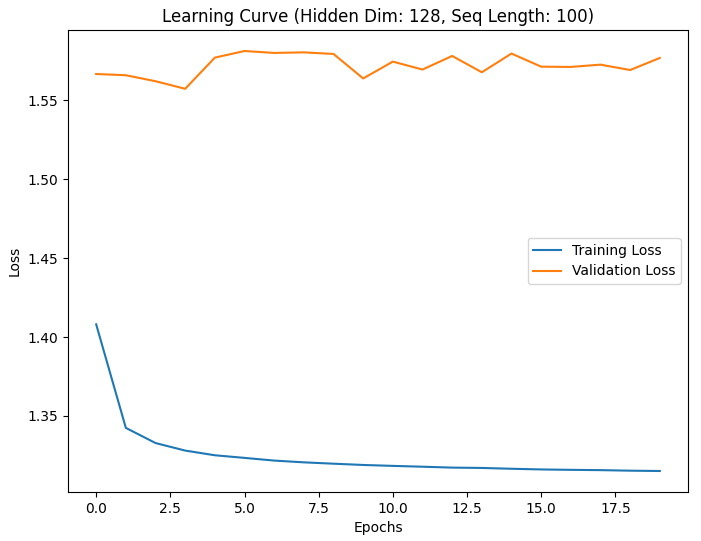 Learning Curve (Hidden Dim: 128, Seq Length: 100)
1.55
1.50
1.45
1.40
1.35
Loss
Training Loss
Validation Loss
0.0 2.5 5.0 7.5 10.0 12.5 15.0 17.5
Epochs